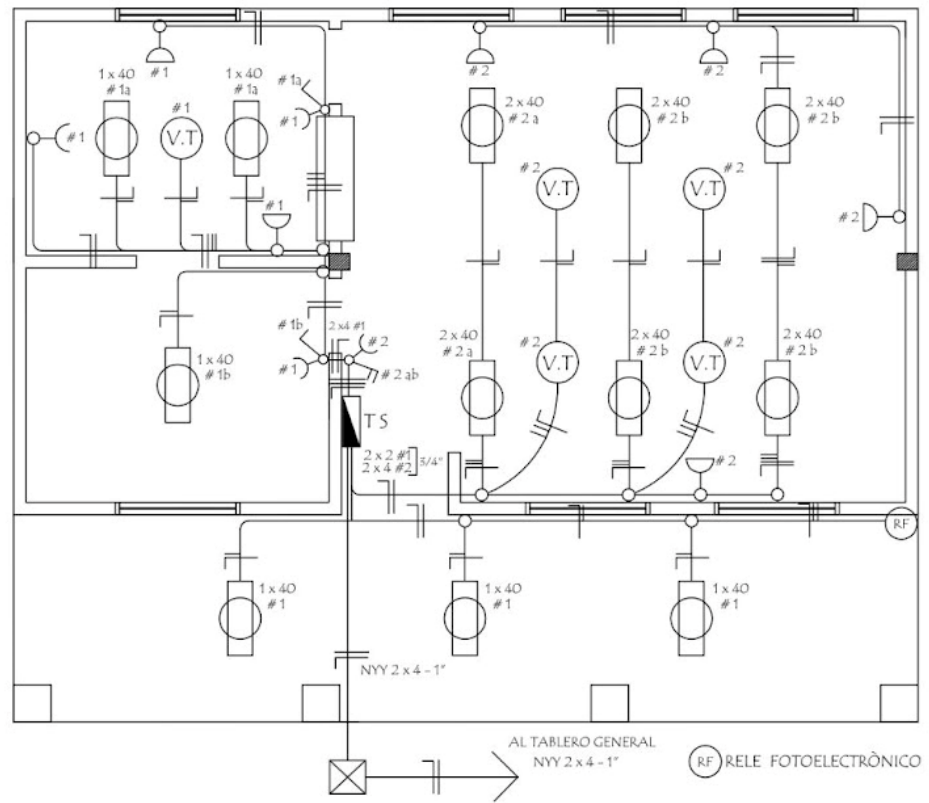 # 1
1 x 40
# 1a
1 x 40
# 1a
# 1
V.T
# 1
# 1a
# 1
# 1
# 2
# 2
2 x 40
# 2 a
2 x 40
# 2 b
2 x 40
# 2 b
# 2
V.T
# 2
V.T
# 2
1 x 40
# 1b
# 1b
2 x4 #1
# 2
# 1
# 2 ab
TS
2 x 2 #1
2 x 4 #2
3/4"
2 x 40
# 2a
# 2
V.T
2 x 40
# 2 b
# 2
V.T
2 x 40
# 2 b
# 2
RF
1 x 40
# 1
1 x 40
# 1
1 x 40
# 1
NYY 2 x 4 - 1"
AL TABLERO GENERAL
NYY 2 x 4 - 1"
RF RELE FOTOELECTRÒNICO